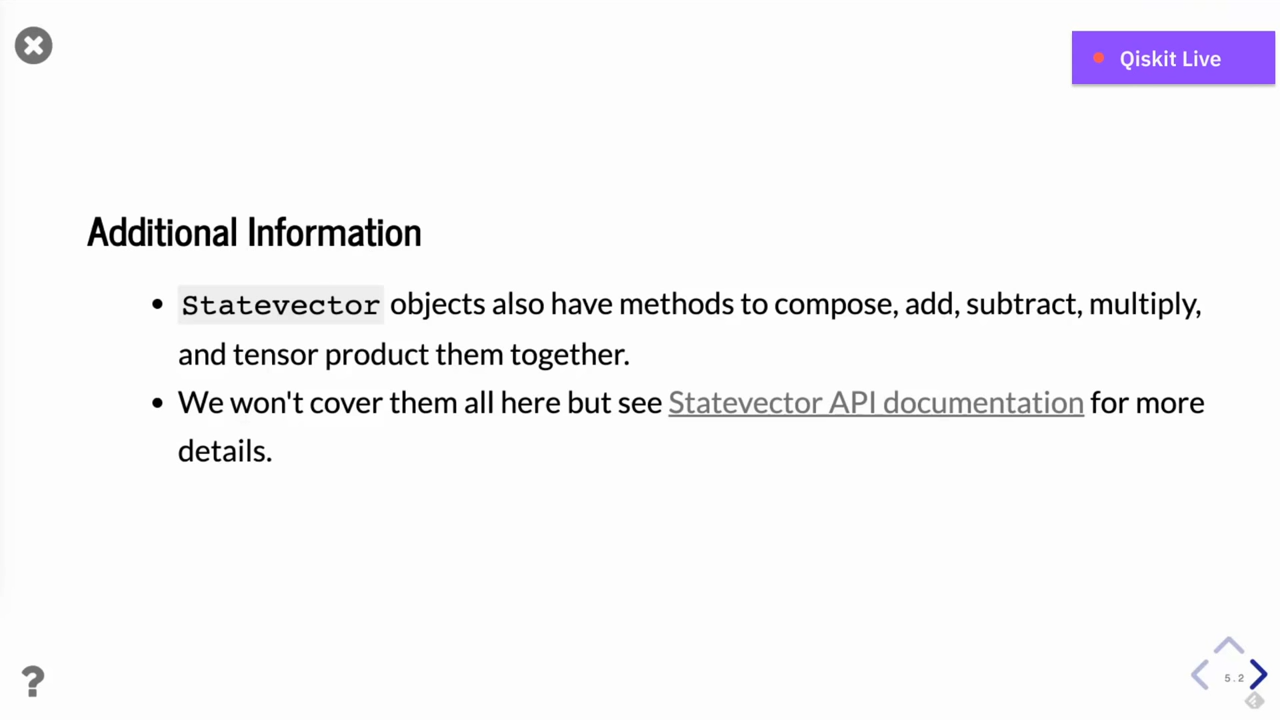 Qiskit Live
Additional Information
• Statevector objects also have methods to compose, add, subtract, multiply,
and tensor product them together.
• We won't cover them all here but see Statevector API documentation for more
details.
?
5.2